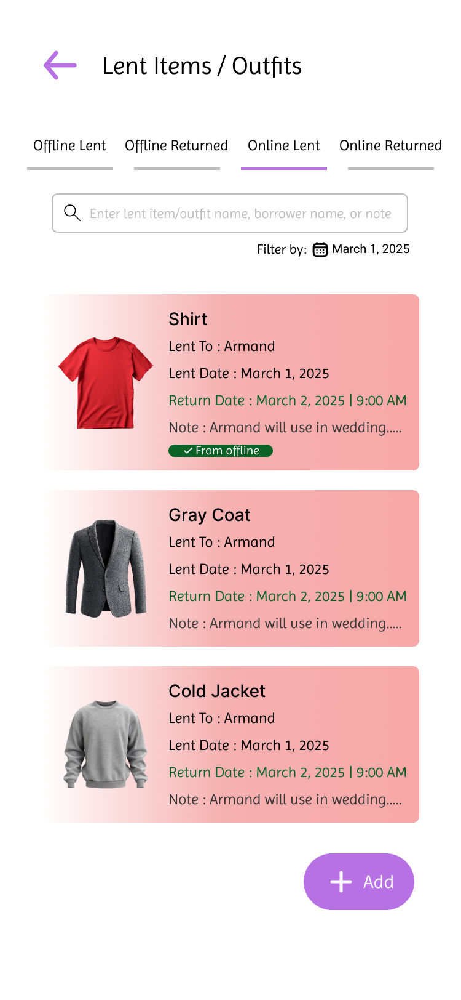 Lent Items / Outfits
Offline Lent
Offline Returned
Online Lent
Online Returned
Enter lent item/outfit name, borrower name, or note
Filter by: March 1, 2025
Shirt
Lent To : Armand
Lent Date : March 1, 2025
Return Date : March 2, 2025 | 9:00 AM
Note : Armand will use in wedding.....
From offline
Gray Coat
Lent To : Armand
Lent Date : March 1, 2025
Return Date : March 2, 2025 | 9:00 AM
Note : Armand will use in wedding.....
Cold Jacket
Lent To : Armand
Lent Date : March 1, 2025
Return Date : March 2, 2025 | 9:00 AM
Note : Armand will use in wedding.....
Add